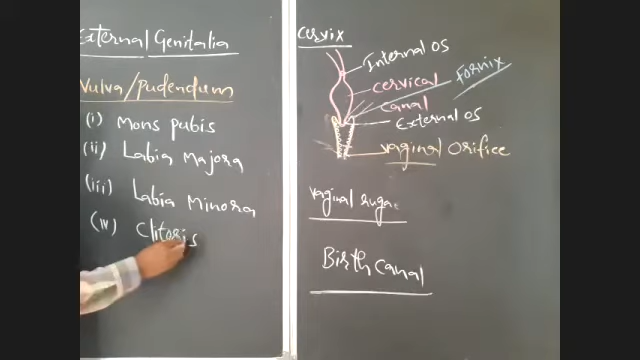 External Genitalia
Vulva/pudendum
(i) Mons pubis
(ii) Labia Majora
(iii) Labia Minora
(iv) Clitoris
Cervix
Internal OS
Cervical
Fornix
Canal
External OS
vaginal Orifice
vaginal rugae
Birth Canal